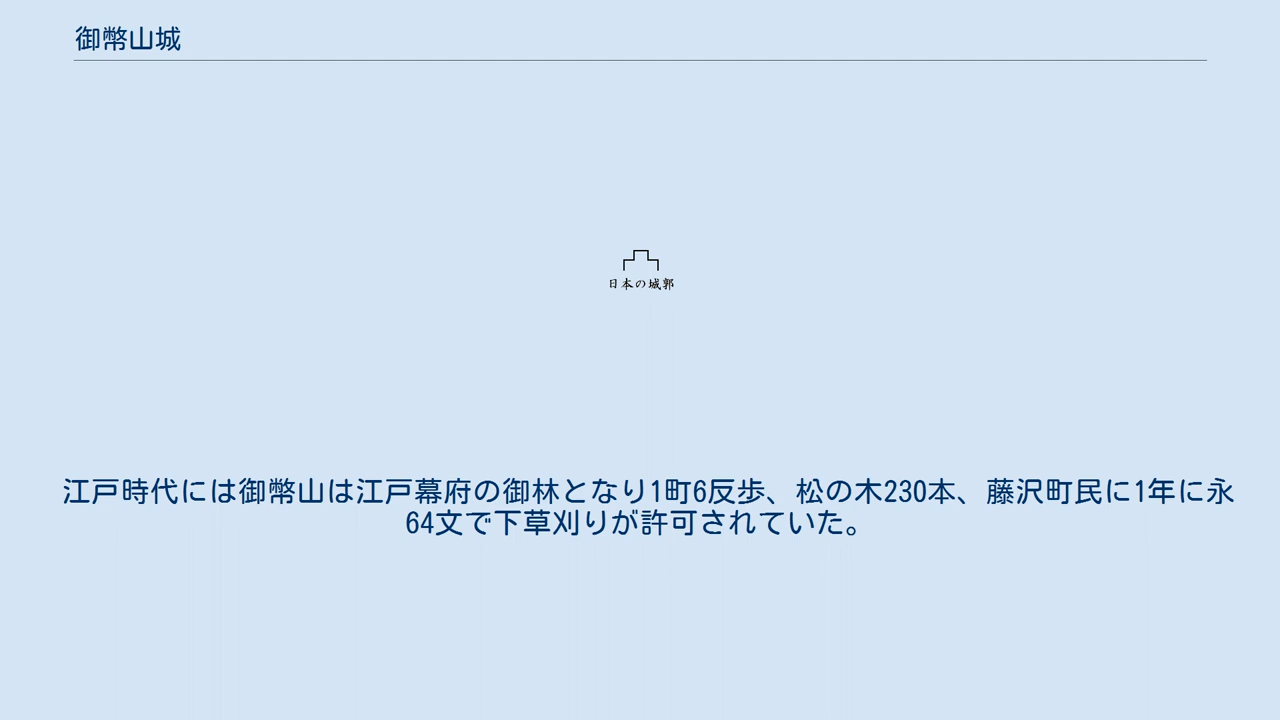 御幣山城
日本の城郭
江戸時代には御幣山は江戸幕府の御林となり1町6反歩、松の木230本、藤沢町民に1年に永
64文で下草刈りが許可されていた。